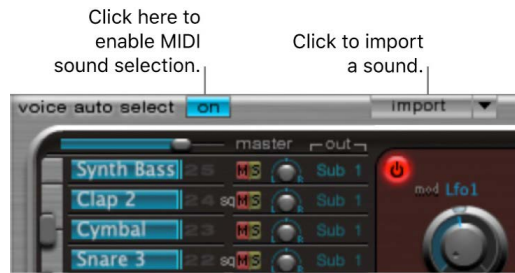 Click here to
enable MIDI
sound selection.
Click to import
a sound.
voice auto select on import
master out
Synth Bass 25 M S L R Sub 1
Clap 2 24 sq M S L R Sub 1
mod Lfo1
Cymbal 23 M S L R Sub 1
Snare 3 22 sq M S L R Sub 1